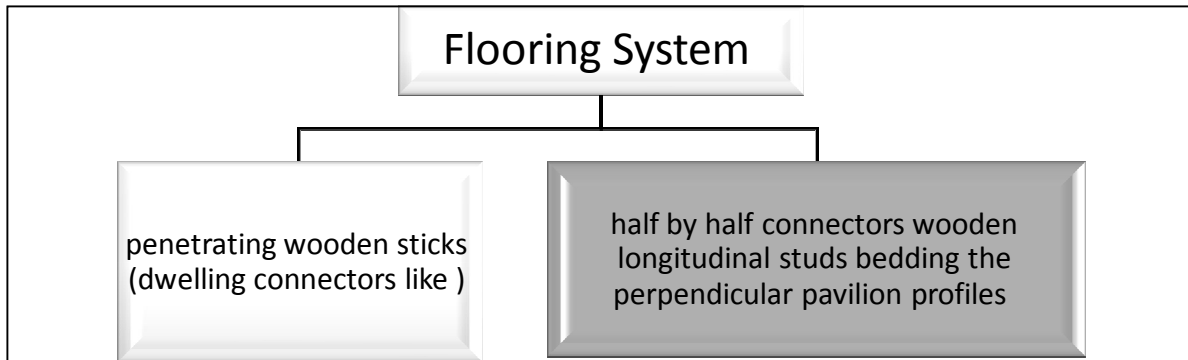 Flooring System
penetrating wooden sticks
(dwelling connectors like )
half by half connectors wooden
longitudinal studs bedding the
perpendicular pavilion profiles